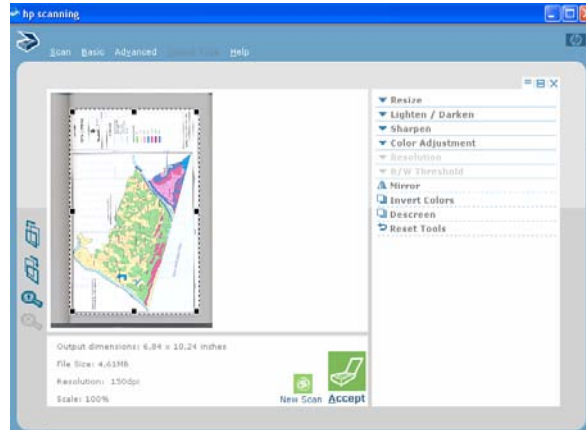 hp scanning
Scan Basic Advanced Help
Resize
Lighten / Darken
Sharpen
Color Adjustment
Resolution
B/W Threshold
Mirror
Invert Colors
Descreen
Reset Tools
Output dimensions: 6.84 x 10.24 inches
File Size: 4.61MB
Resolution: 150dpi
Scale: 100%
New Scan Accept